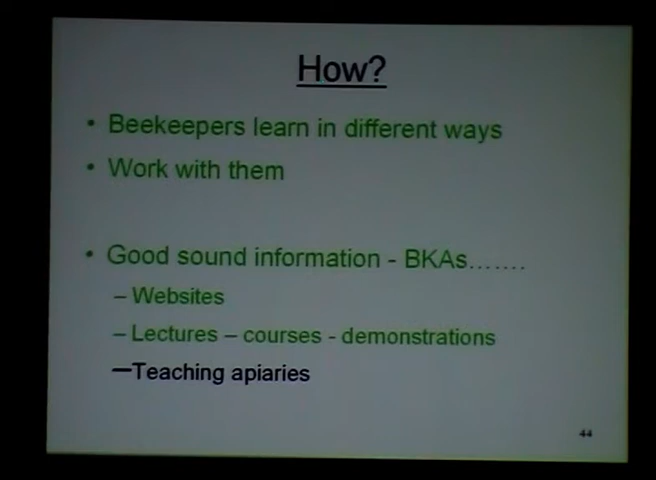 How?
• Beekeepers learn in different ways
• Work with them
• Good sound information - BKAs.......
– Websites
– Lectures – courses - demonstrations
–Teaching apiaries
44